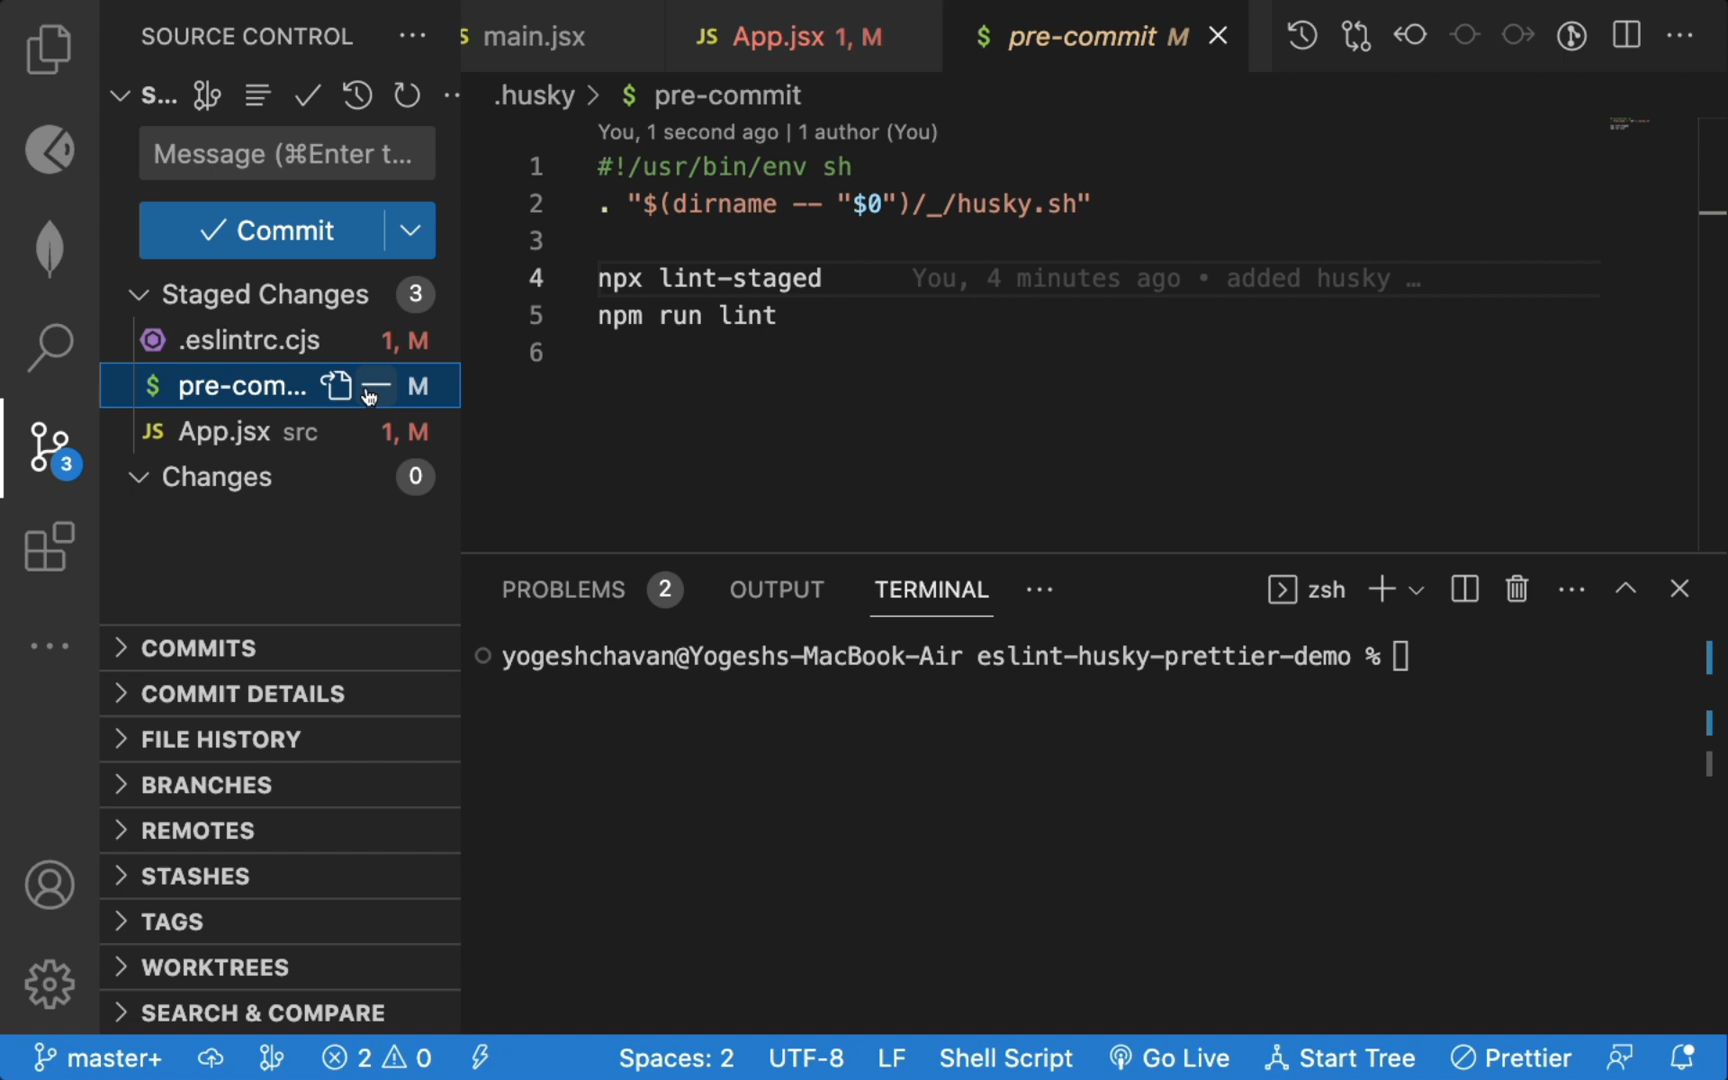 SOURCE CONTROL
main.jsx
JS App.jsx 1, M
$ pre-commit M
S...
.husky > $ pre-commit
You, 1 second ago | 1 author (You)
Message (⌘Enter t...
Commit
1 #!/usr/bin/env sh
2 . "$(dirname -- "$0")/_/husky.sh"
3
4 npx lint-staged You, 4 minutes ago • added husky …
5 npm run lint
6
Staged Changes 3
.eslintrc.cjs 1, M
$ pre-com... M
JS App.jsx src 1, M
Changes 0
3
PROBLEMS 2 OUTPUT TERMINAL
zsh
yogeshchavan@Yogeshs-MacBook-Air eslint-husky-prettier-demo %
COMMITS
COMMIT DETAILS
FILE HISTORY
BRANCHES
REMOTES
STASHES
TAGS
WORKTREES
SEARCH & COMPARE
master+ 2 0 Spaces: 2 UTF-8 LF Shell Script Go Live Start Tree Prettier